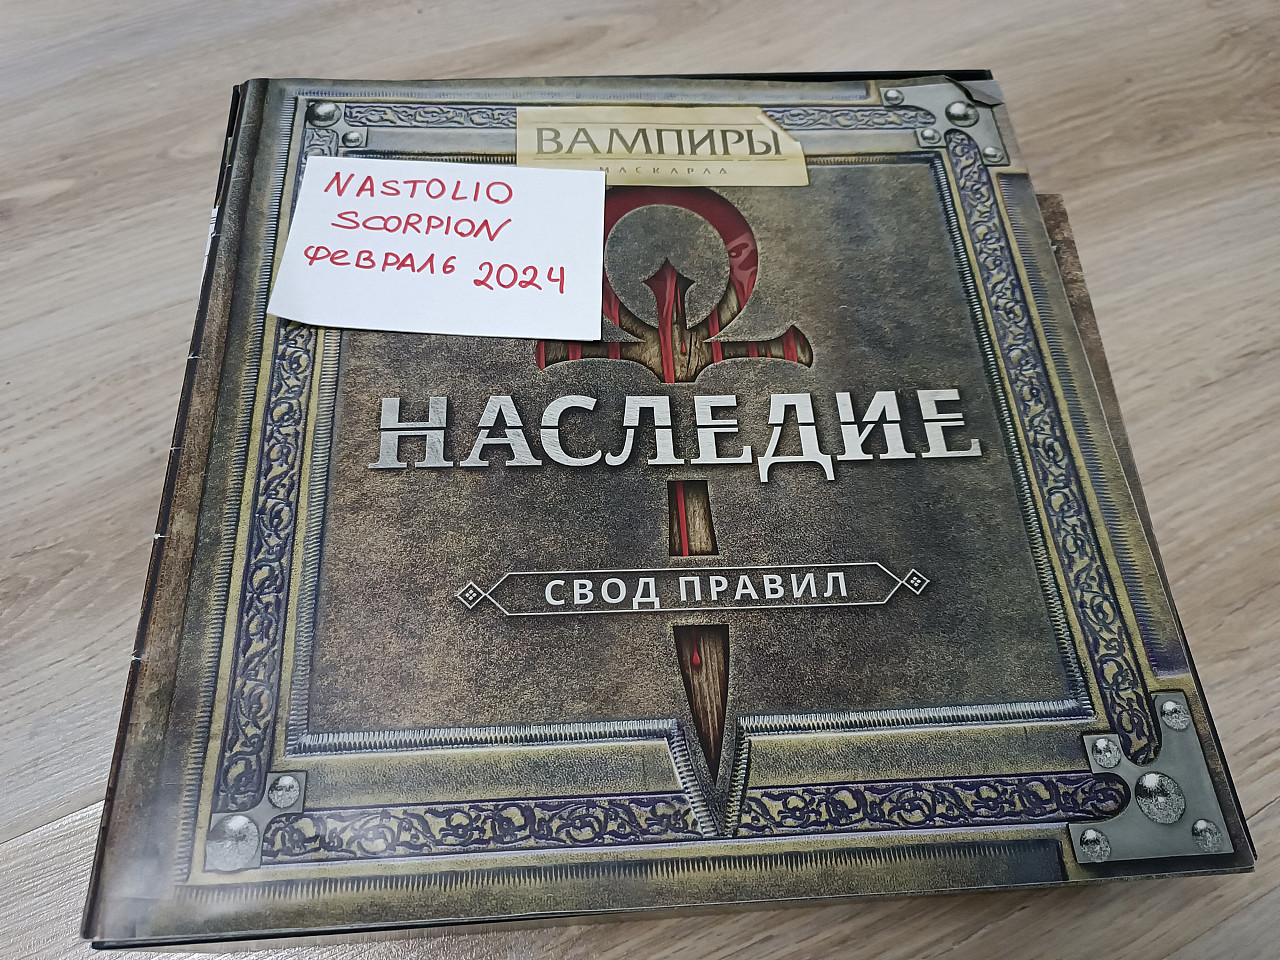 ВАМПИРЫ
МАСКАРАД
NASTOLIO
SCORPION
ФЕВРАЛЬ 2024
НАСЛЕДИЕ
СВОД ПРАВИЛ